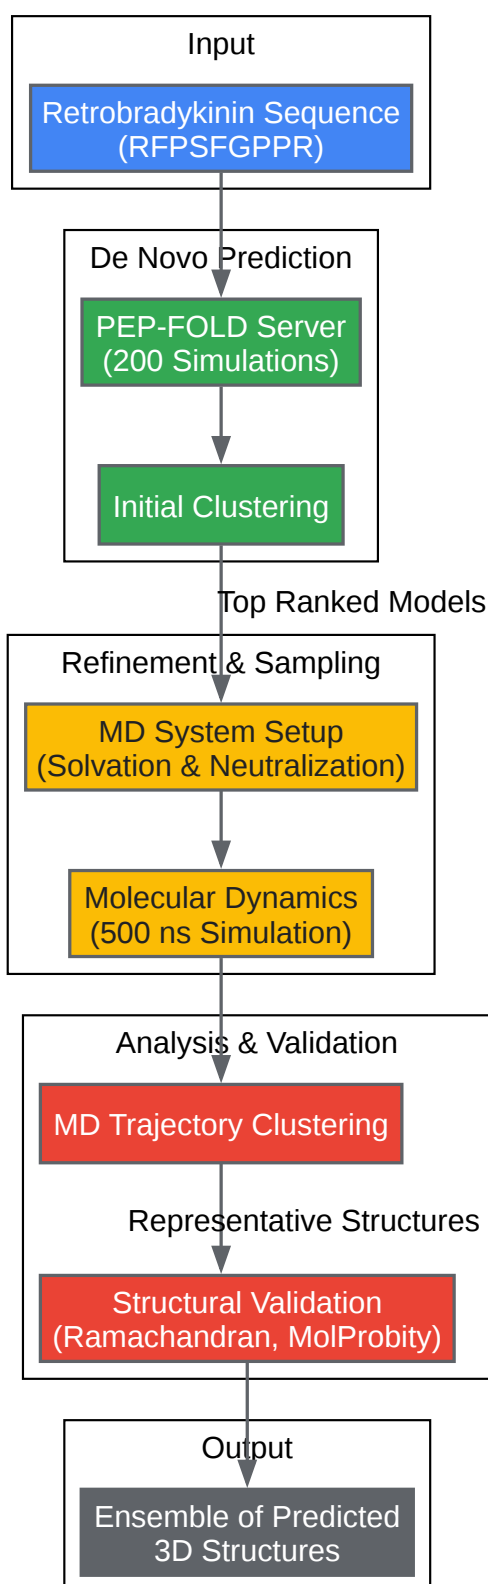 Input
Retrobradykinin Sequence
(RFPSFGPPR)
De Novo Prediction
PEP-FOLD Server
(200 Simulations)
Initial Clustering
Top Ranked Models
Refinement & Sampling
MD System Setup
(Solvation & Neutralization)
Molecular Dynamics
(500 ns Simulation)
Analysis & Validation
MD Trajectory Clustering
Representative Structures
Structural Validation
(Ramachandran, MolProbity)
Output
Ensemble of Predicted
3D Structures